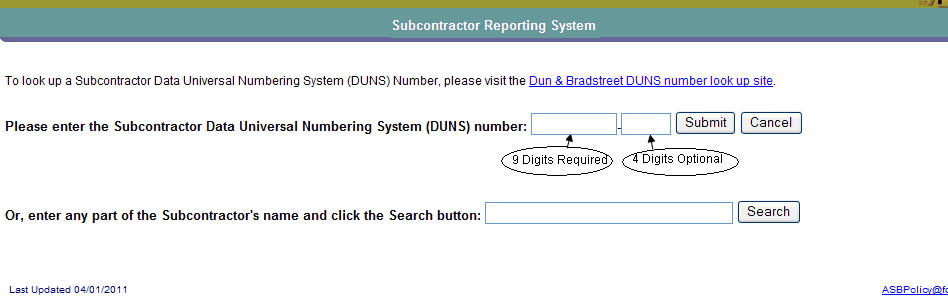 Subcontractor Reporting System
To look up a Subcontractor Data Universal Numbering System (DUNS) Number, please visit the Dun & Bradstreet DUNS number look up site.
Please enter the Subcontractor Data Universal Numbering System (DUNS) number: - Submit Cancel
9 Digits Required 4 Digits Optional
Or, enter any part of the Subcontractor's name and click the Search button: Search
Last Updated 04/01/2011 ASBPolicy@fc